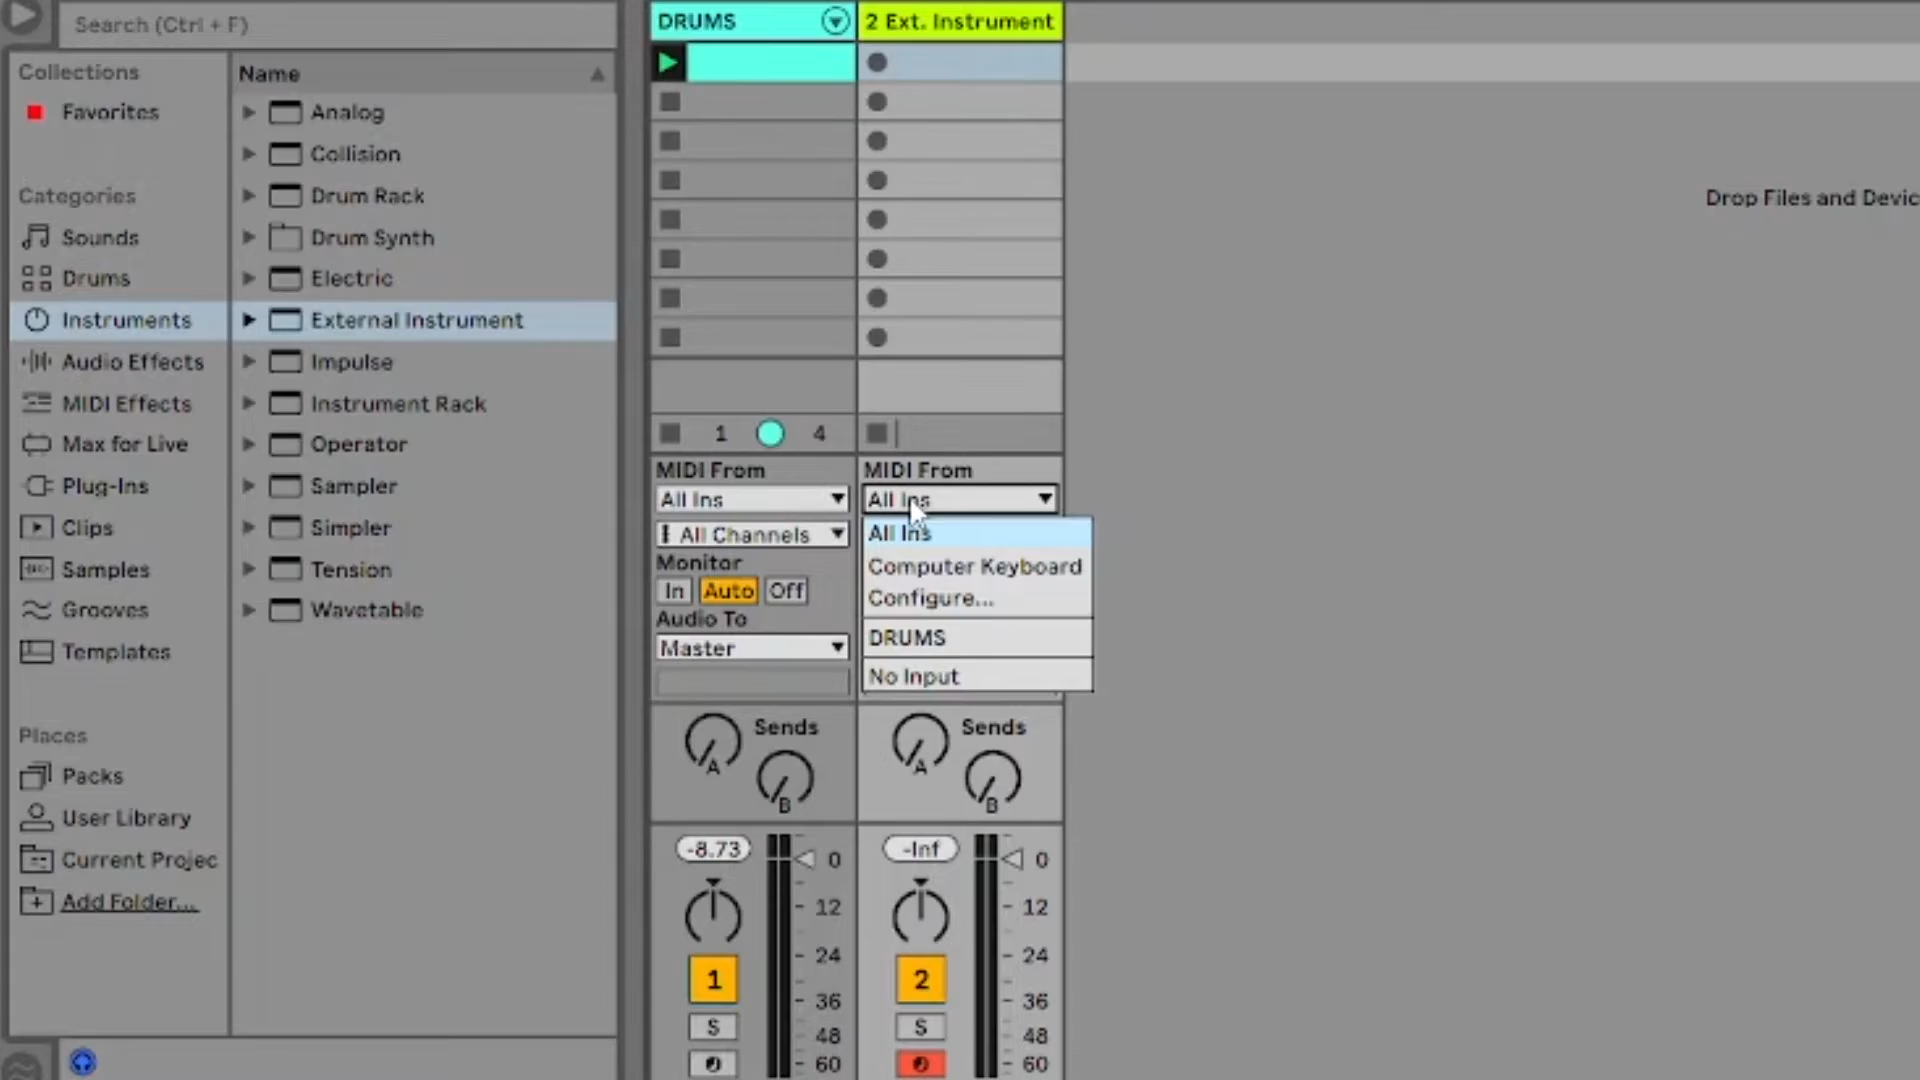 Search (Ctrl + F)
Collections
Favorites
Categories
Sounds
Drums
Instruments
Audio Effects
MIDI Effects
Max for Live
Plug-Ins
Clips
Samples
Grooves
Templates
Places
Packs
User Library
Current Projec
Add Folder...
Name
Analog
Collision
Drum Rack
Drum Synth
Electric
External Instrument
Impulse
Instrument Rack
Operator
Sampler
Simpler
Tension
Wavetable
DRUMS
1 4
MIDI From
All Ins
All Channels
Monitor
In Auto Off
Audio To
Master
Sends
A
B
-8.73
0
12
24
36
48
60
1
S
2 Ext. Instrument
MIDI From
All Ins
All Ins
Computer Keyboard
Configure...
DRUMS
No Input
Sends
A
B
-Inf
0
12
24
36
48
60
2
S
Drop Files and Devic